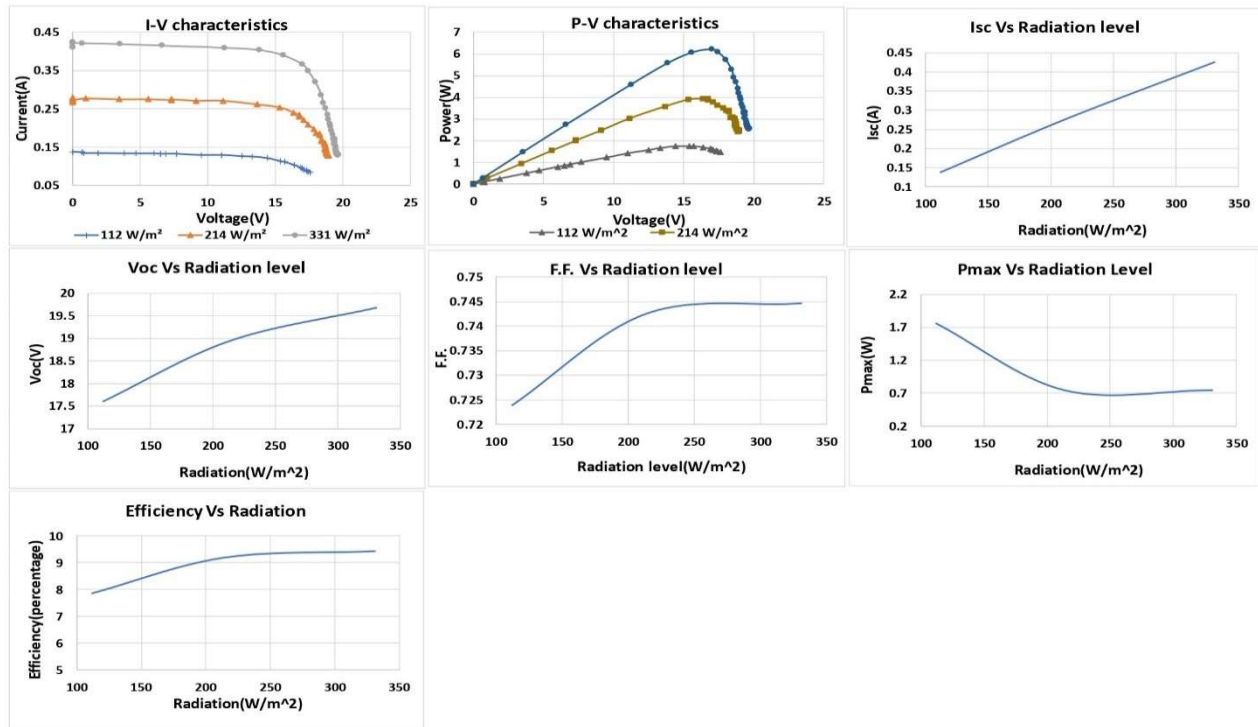 I-V characteristics
Current(A)
0.45
0.35
0.25
0.15
0.05
0 5 10 15 20 25
Voltage(V)
112 W/m² 214 W/m² 331 W/m²
P-V characteristics
Power(W)
7
6
5
4
3
2
1
0
0 5 10 15 20 25
Voltage(V)
112 W/m^2 214 W/m^2
Isc Vs Radiation level
Isc(A)
0.45
0.4
0.35
0.3
0.25
0.2
0.15
0.1
100 150 200 250 300 350
Radiation(W/m^2)
Voc Vs Radiation level
Voc(V)
20
19.5
19
18.5
18
17.5
17
100 150 200 250 300 350
Radiation(W/m^2)
F.F. Vs Radiation level
F.F.
0.75
0.745
0.74
0.735
0.73
0.725
0.72
100 150 200 250 300 350
Radiation level(W/m^2)
Pmax Vs Radiation Level
Pmax(W)
2.2
1.7
1.2
0.7
0.2
100 150 200 250 300 350
Radiation(W/m^2)
Efficiency Vs Radiation
Efficiency(percentage)
10
9
8
7
6
5
100 150 200 250 300 350
Radiation(W/m^2)